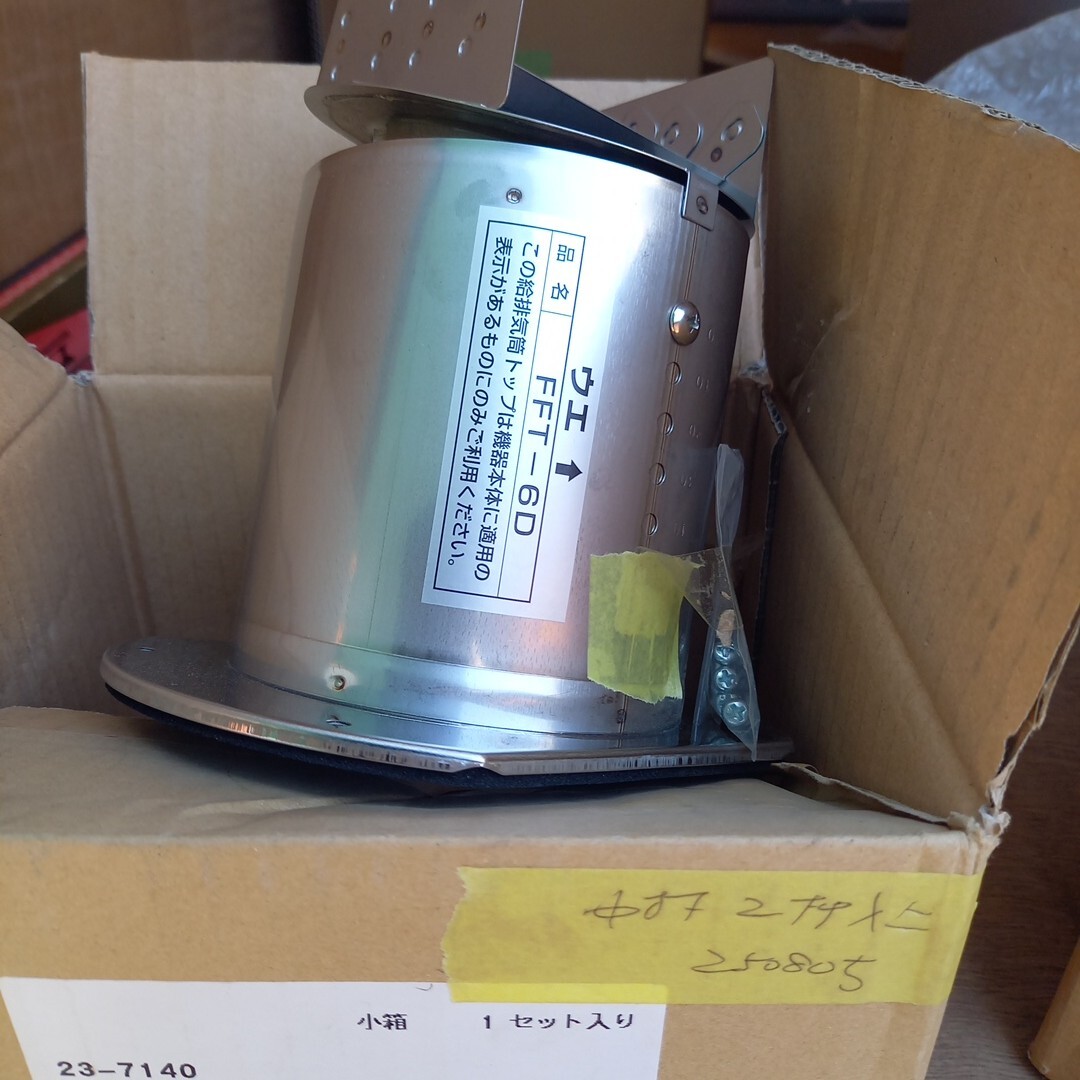 ウエ ↑
品名 FFT-6D
この給排気筒トップは機器本体に適用の
表示があるものにのみご利用ください。
250805
小箱 1 セット入り
23-7140